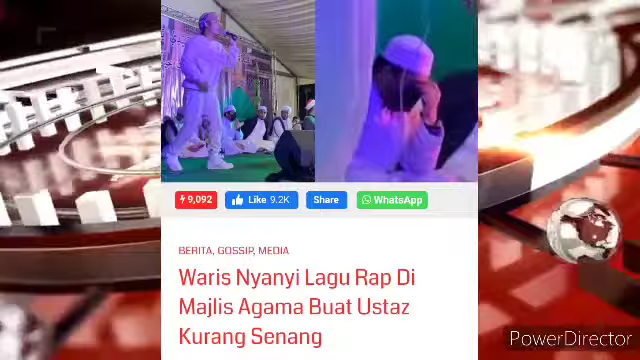 9,092 Like 9.2K Share WhatsApp
BERITA, GOSSIP, MEDIA
Waris Nyanyi Lagu Rap Di
Majlis Agama Buat Ustaz
Kurang Senang
PowerDirector